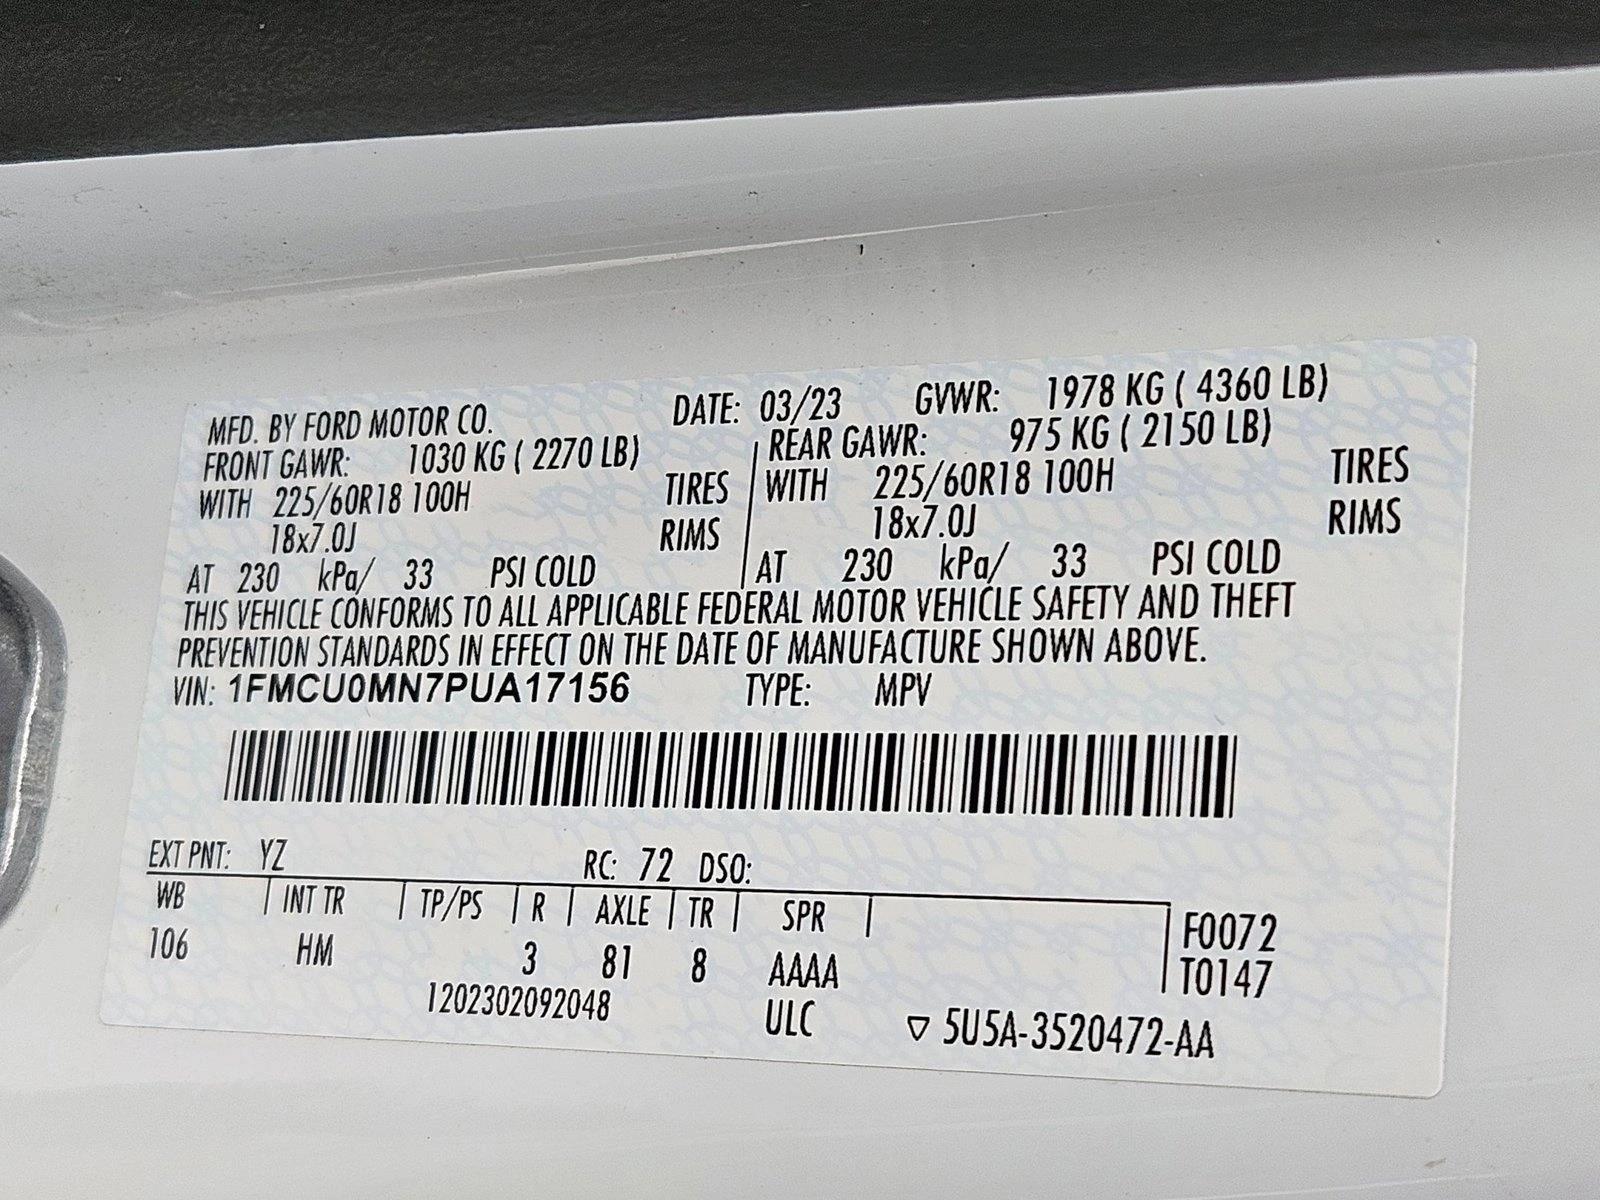 MFD. BY FORD MOTOR CO. DATE: 03/23 GVWR: 1978 KG ( 4360 LB)
FRONT GAWR: 1030 KG ( 2270 LB) REAR GAWR: 975 KG ( 2150 LB)
WITH 225/60R18 100H TIRES WITH 225/60R18 100H TIRES
18x7.0J RIMS 18x7.0J RIMS
AT 230 kPa/ 33 PSI COLD AT 230 kPa/ 33 PSI COLD
THIS VEHICLE CONFORMS TO ALL APPLICABLE FEDERAL MOTOR VEHICLE SAFETY AND THEFT
PREVENTION STANDARDS IN EFFECT ON THE DATE OF MANUFACTURE SHOWN ABOVE.
VIN: 1FMCU0MN7PUA17156 TYPE: MPV
EXT PNT: YZ RC: 72 DSO:
WB INT TR TP/PS R AXLE TR SPR F0072
106 HM 3 81 8 AAAA T0147
1202302092048 ULC ▽ 5U5A-3520472-AA